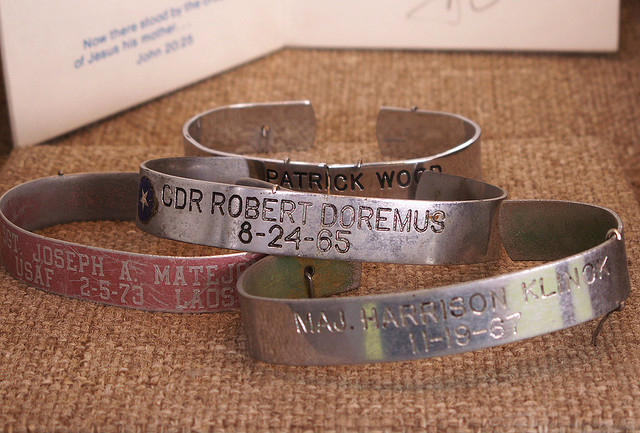 Now there stood by the
of Jesus his mother...
John 20:25
PATRICK
CDR ROBERT DOREMUS
8-24-65
JOSEPH A. MATEJ
USAF 2-5-73 LAOS
MAJ. HARRISON KLINCK
11-19-67